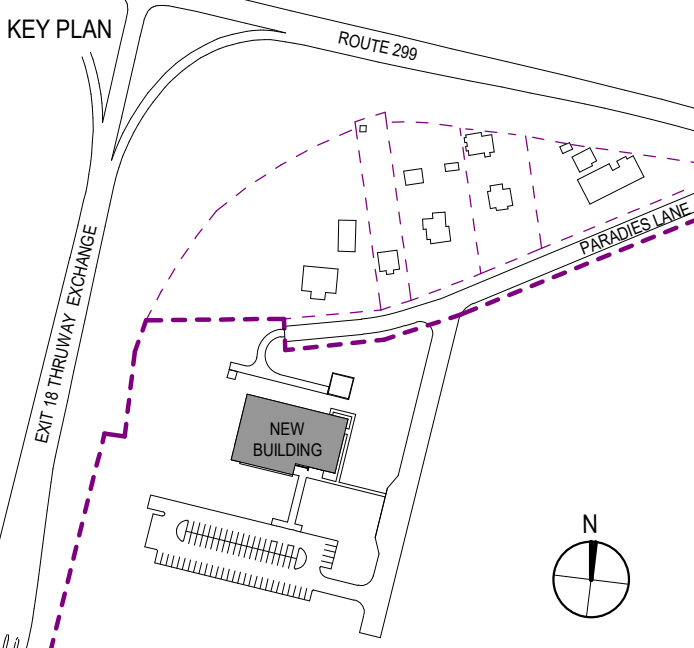 KEY PLAN
ROUTE 299
PARADIES LANE
EXIT 18 THRUWAY EXCHANGE
NEW
BUILDING
N